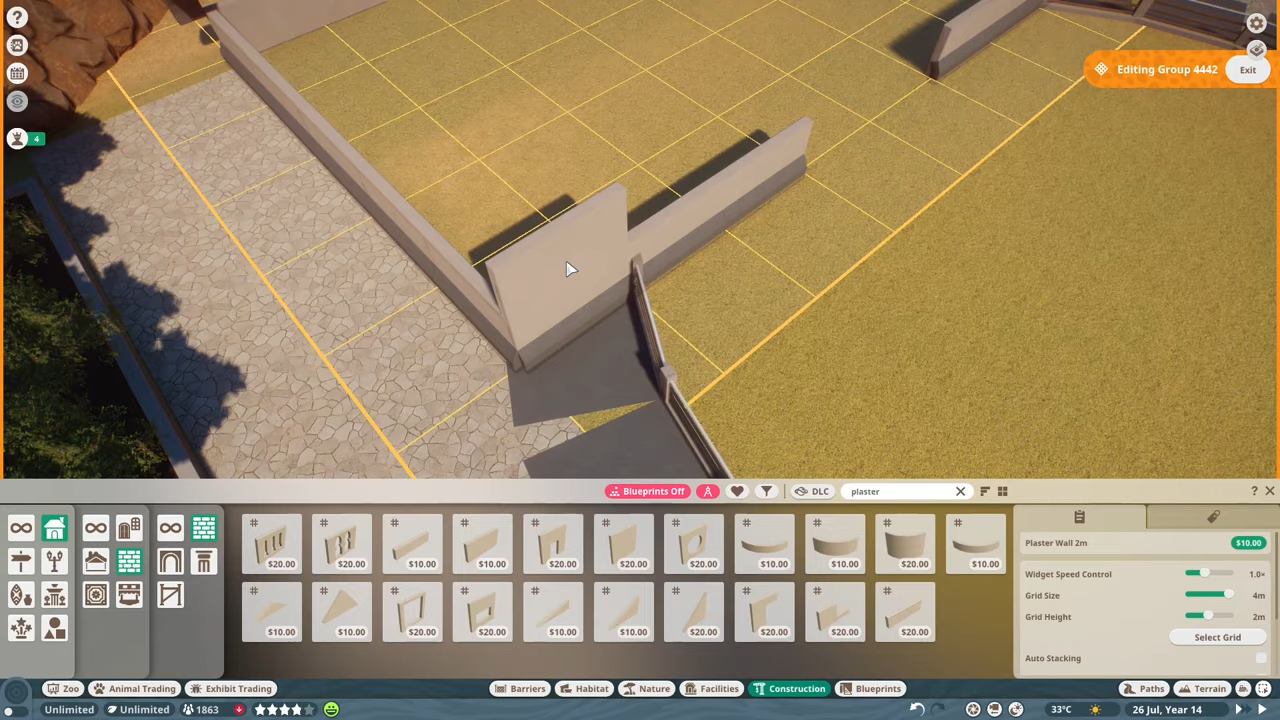 ?
Editing Group 4442
Exit
4
Blueprints Off
DLC
plaster
?
$20.00
$20.00
$10.00
$10.00
$20.00
$20.00
$20.00
$10.00
$20.00
$20.00
$10.00
$10.00
$10.00
$20.00
$20.00
$10.00
$10.00
$20.00
$20.00
$20.00
$20.00
Plaster Wall 2m
$10.00
Widget Speed Control
1.0×
Grid Size
4m
Grid Height
2m
Select Grid
Auto Stacking
Zoo
Animal Trading
Exhibit Trading
Barriers
Habitat
Nature
Facilities
Construction
Blueprints
Paths
Terrain
Unlimited
Unlimited
1863
33°C
26 Jul, Year 14